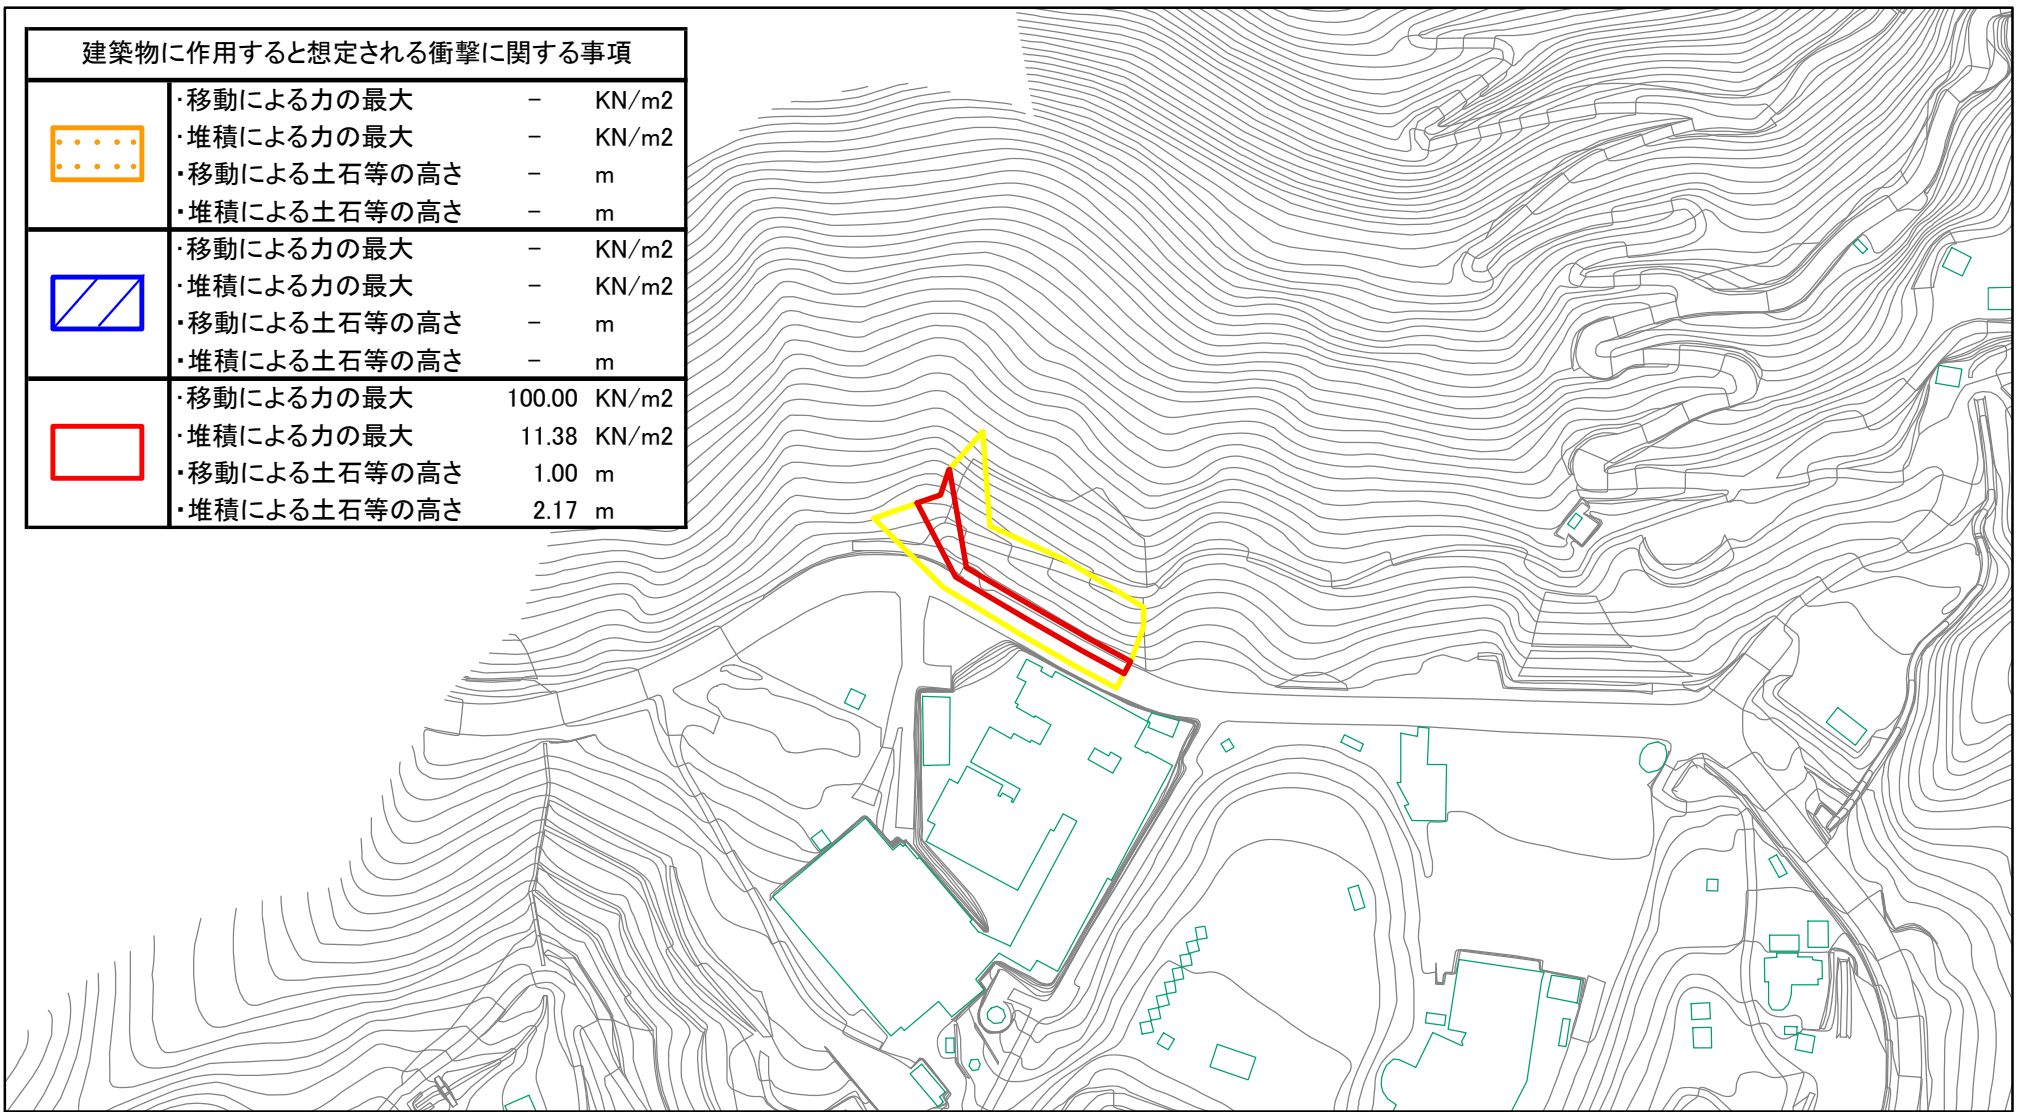 建築物に作用すると想定される衝撃に関する事項
・移動による力の最大 - KN/m2
・堆積による力の最大 - KN/m2
・移動による土石等の高さ - m
・堆積による土石等の高さ - m
・移動による力の最大 - KN/m2
・堆積による力の最大 - KN/m2
・移動による土石等の高さ - m
・堆積による土石等の高さ - m
・移動による力の最大 100.00 KN/m2
・堆積による力の最大 11.38 KN/m2
・移動による土石等の高さ 1.00 m
・堆積による土石等の高さ 2.17 m